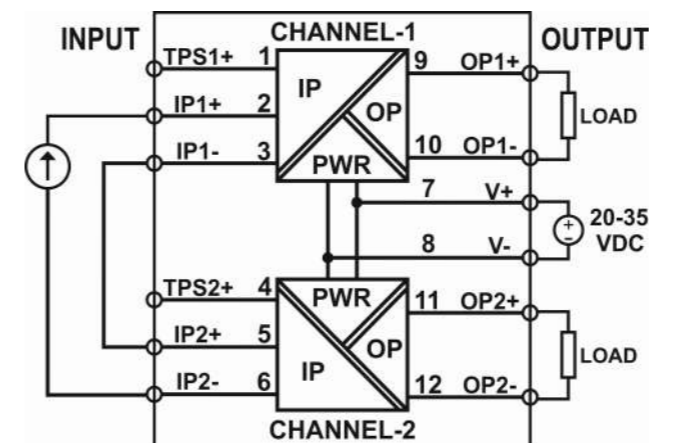 INPUT
CHANNEL-1
OUTPUT
TPS1+ 1
9 OP1+
IP1+ 2
IP
OP
LOAD
IP1- 3
10 OP1-
PWR
7 V+
20-35
VDC
8 V-
TPS2+ 4
PWR
11 OP2+
IP2+ 5
OP
LOAD
IP2- 6
IP
12 OP2-
CHANNEL-2
+
-